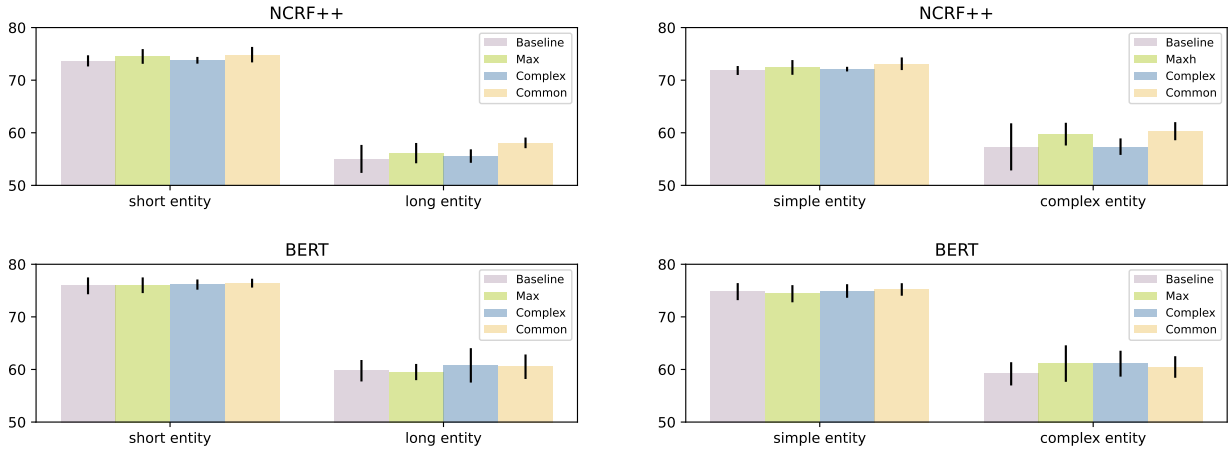 NCRF++
80
70
60
50
short entity
long entity
Baseline
Max
Complex
Common
NCRF++
80
70
60
50
simple entity
complex entity
Baseline
Maxh
Complex
Common
BERT
80
70
60
50
short entity
long entity
Baseline
Max
Complex
Common
BERT
80
70
60
50
simple entity
complex entity
Baseline
Max
Complex
Common